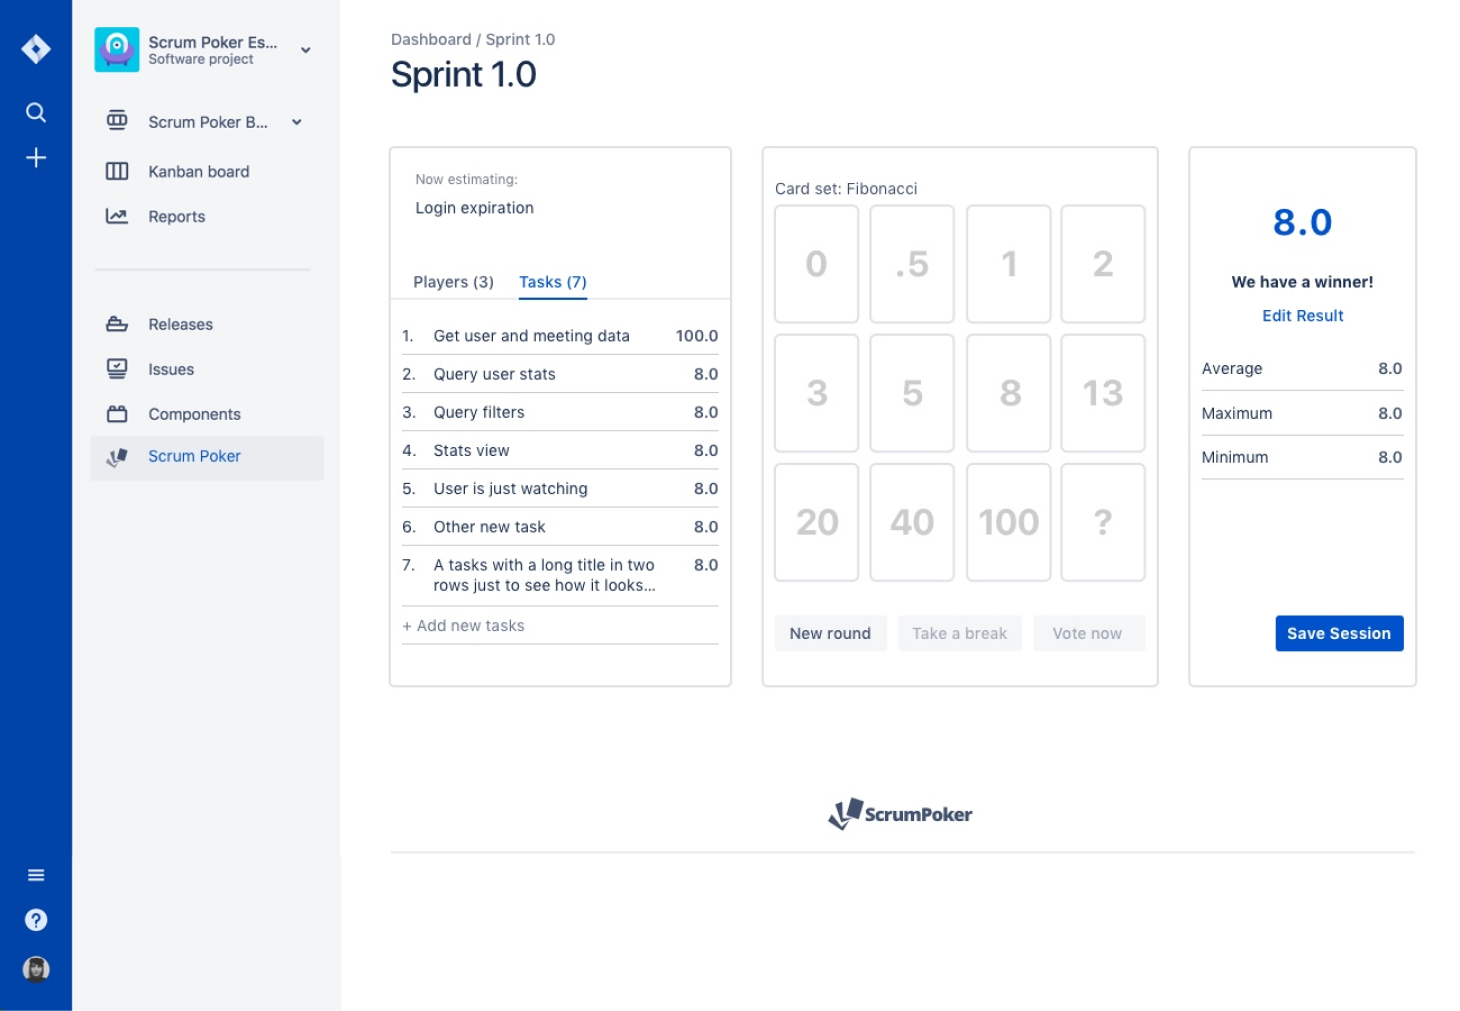 Scrum Poker Es...
Software project
Scrum Poker B...
Kanban board
Reports
Releases
Issues
Components
Scrum Poker
?
Dashboard / Sprint 1.0
Sprint 1.0
Now estimating:
Login expiration
Players (3) Tasks (7)
1. Get user and meeting data 100.0
2. Query user stats 8.0
3. Query filters 8.0
4. Stats view 8.0
5. User is just watching 8.0
6. Other new task 8.0
7. A tasks with a long title in two 8.0
rows just to see how it looks...
+ Add new tasks
Card set: Fibonacci
0 .5 1 2
3 5 8 13
20 40 100 ?
New round Take a break Vote now
8.0
We have a winner!
Edit Result
Average 8.0
Maximum 8.0
Minimum 8.0
Save Session
ScrumPoker